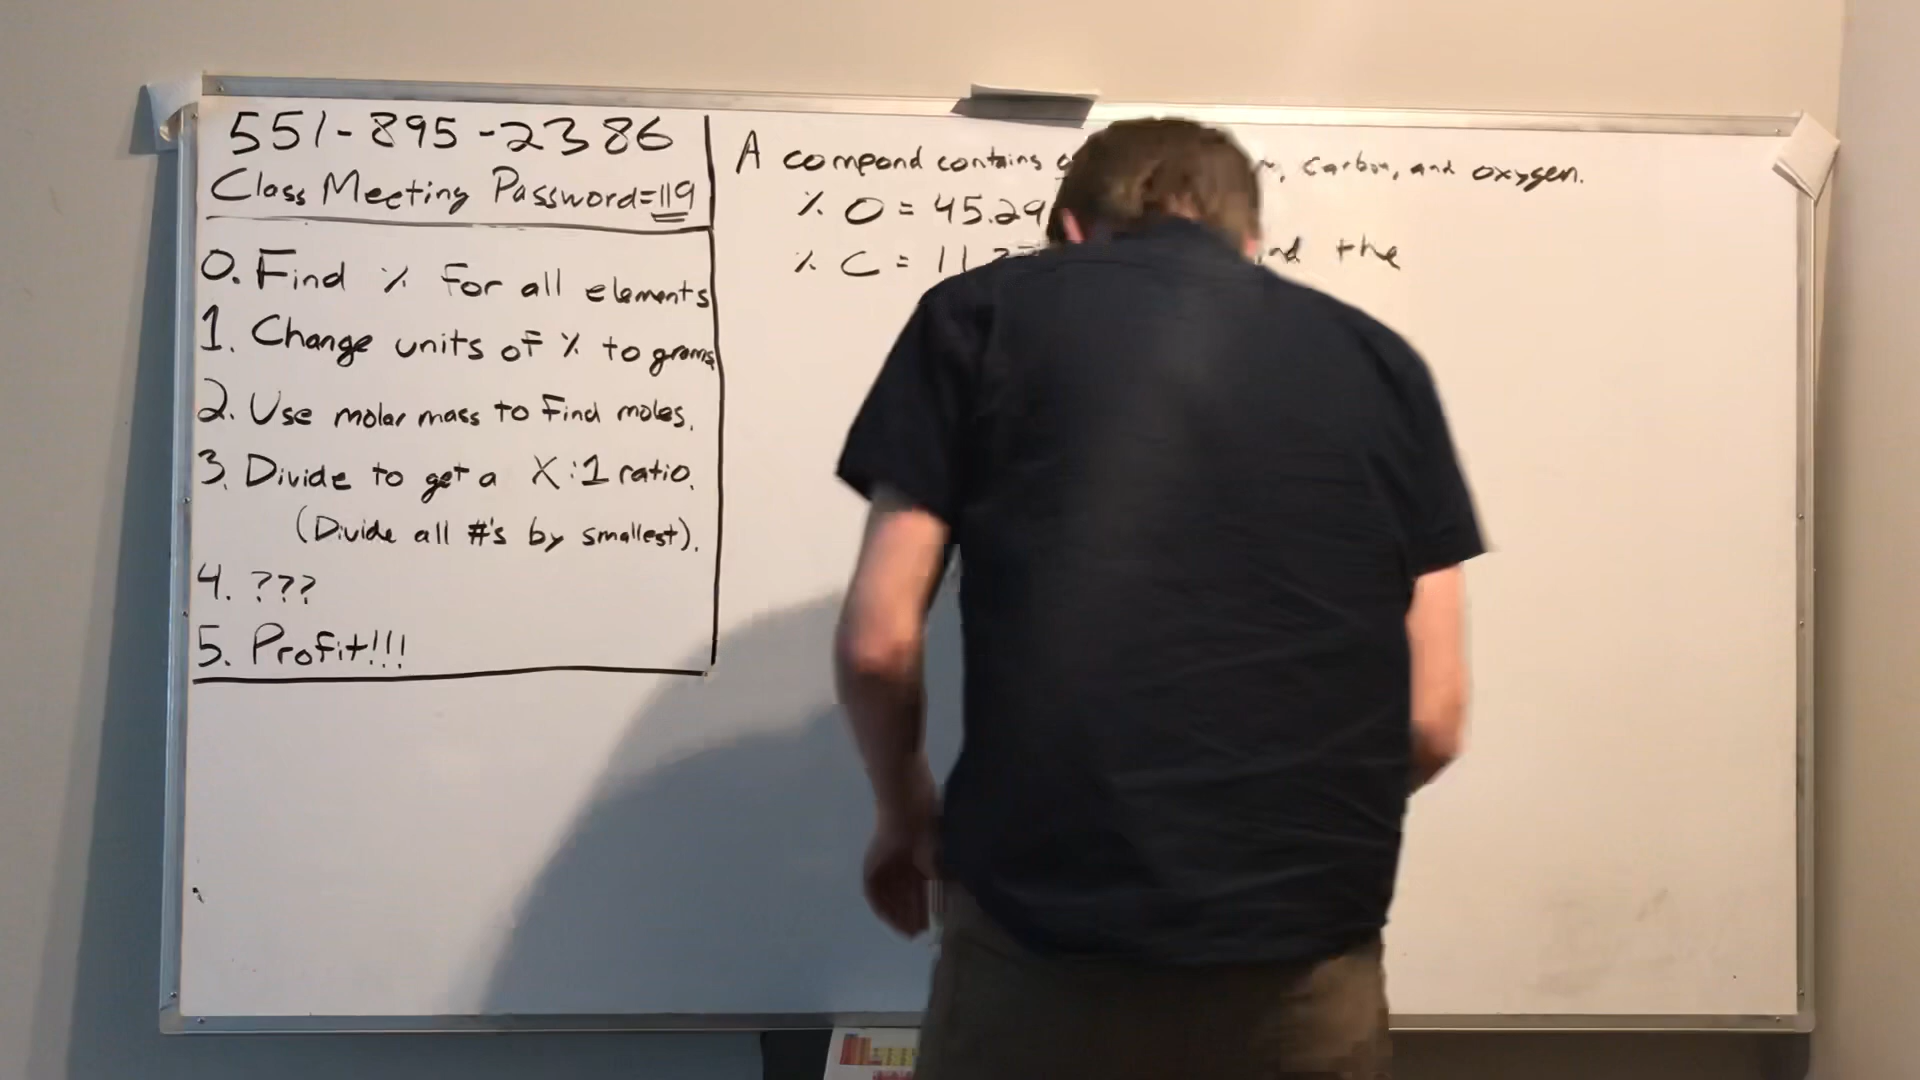 551-895-2386
Class Meeting Password=119
0. Find % for all elements
1. Change units of % to grams
2. Use molar mass to find moles.
3. Divide to get a X:1 ratio.
(Divide all #'s by smallest).
4. ???
5. Profit!!!
A compond contains , carbon, and oxygen.
% O = 45.29
% C = 11. the